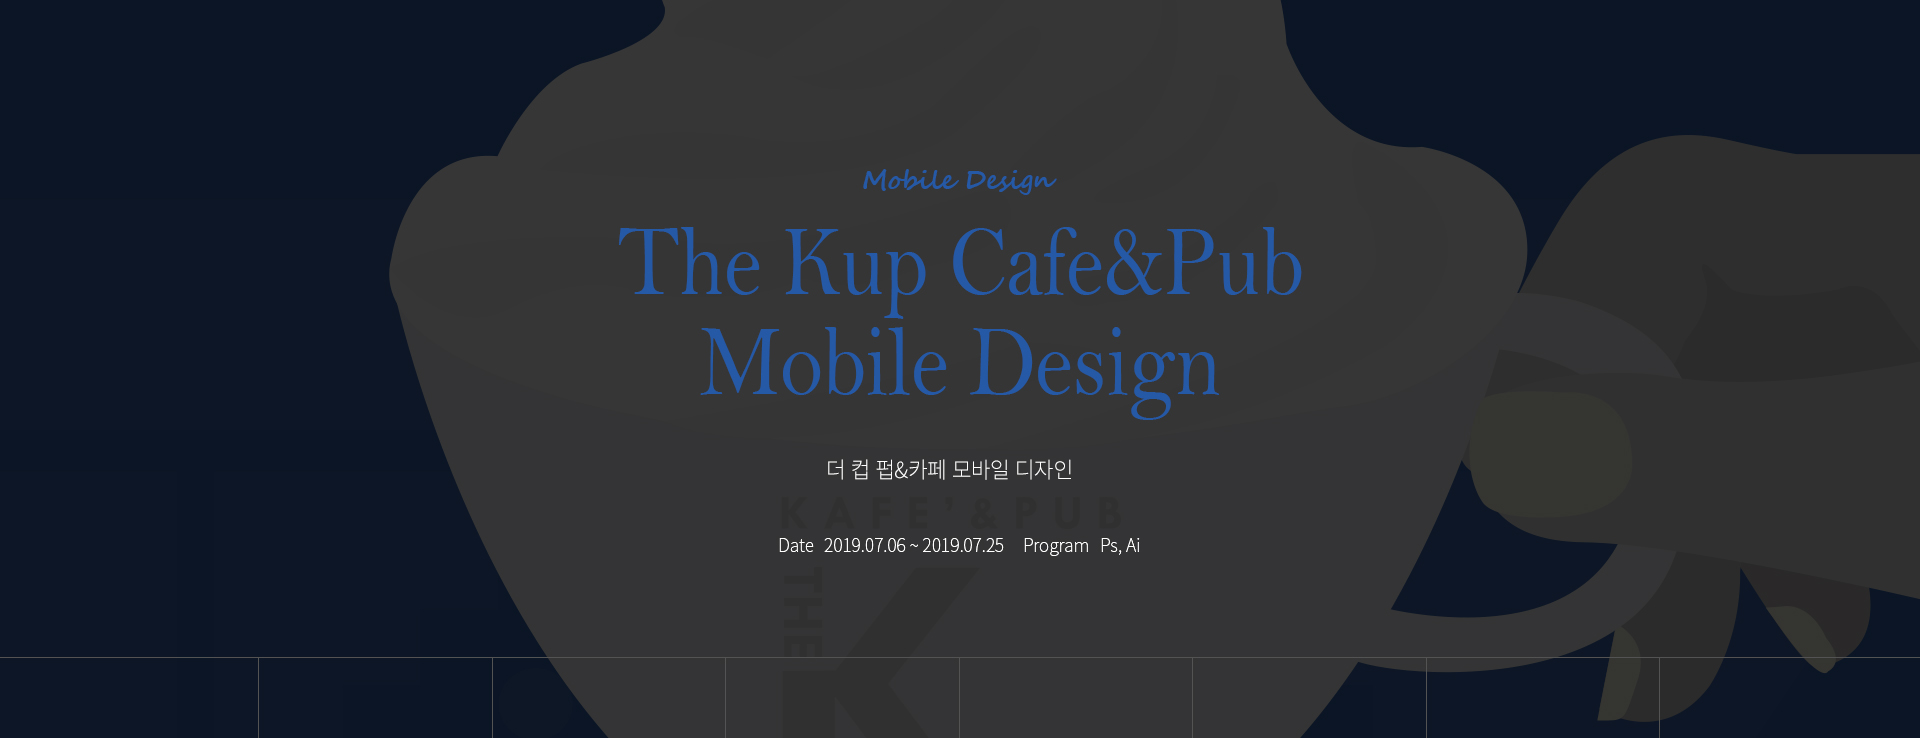 Mobile Design
The Kup Cafe&Pub
Mobile Design
더 컵 펍&카페 모바일 디자인
KAFE'&PUB
Date 2019.07.06 ~ 2019.07.25 Program Ps, Ai
THE
K